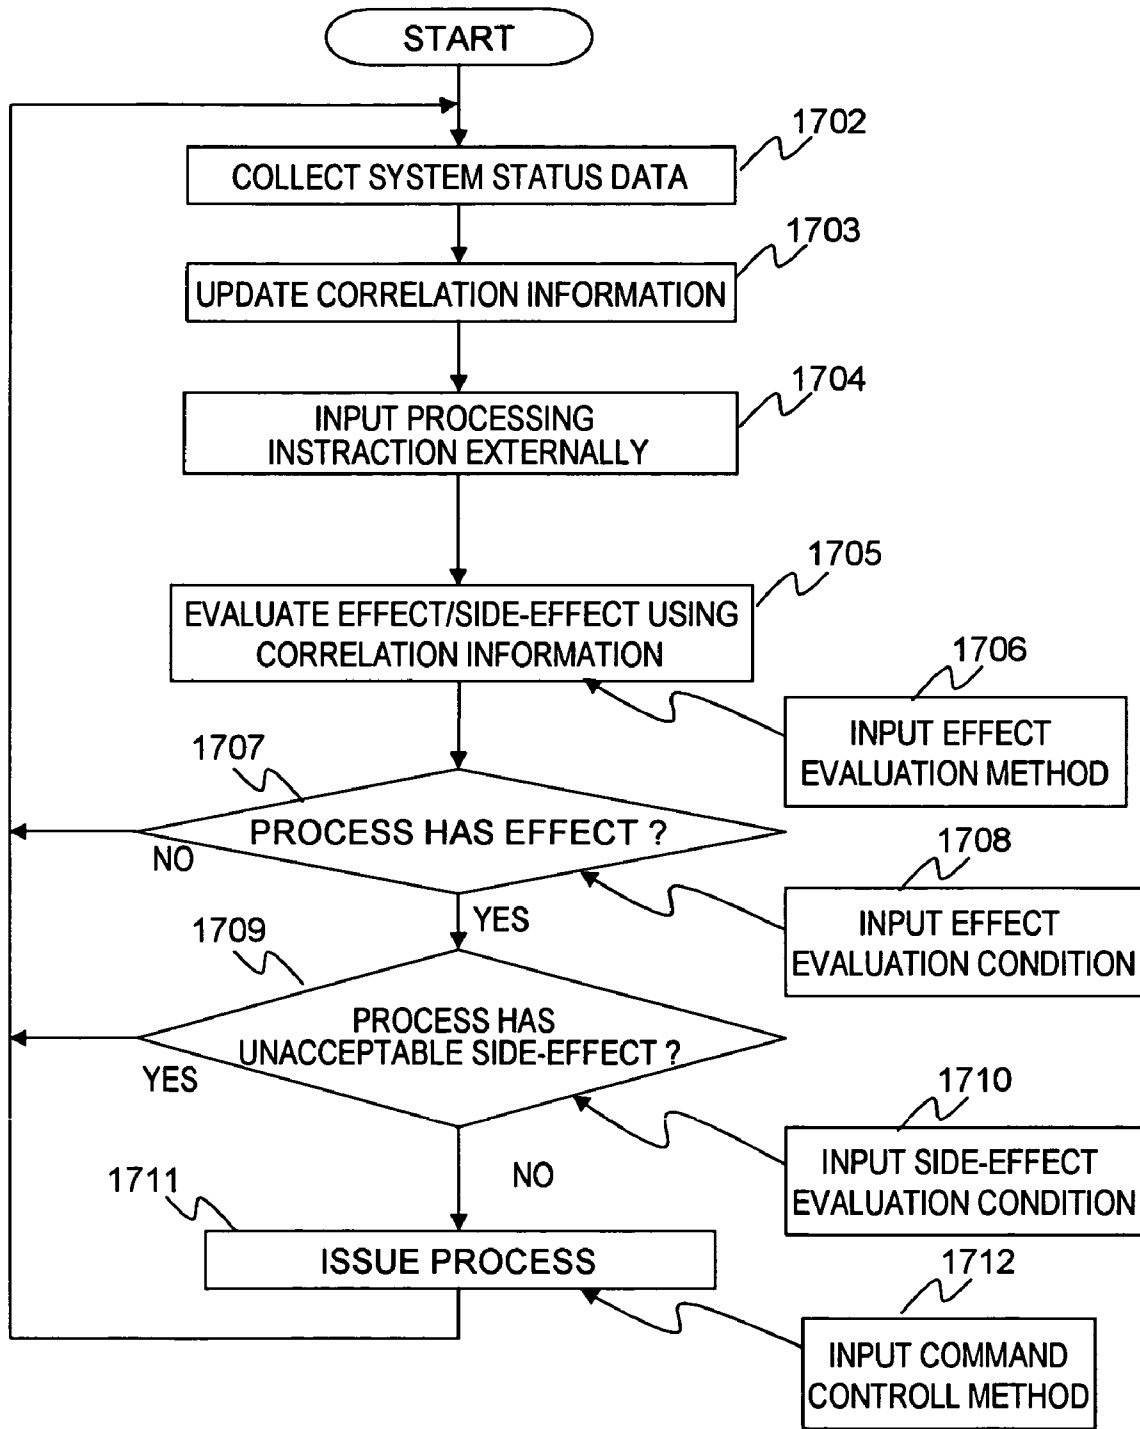 START
1702
COLLECT SYSTEM STATUS DATA
1703
UPDATE CORRELATION INFORMATION
1704
INPUT PROCESSING
INSTRACTION EXTERNALLY
1705
EVALUATE EFFECT/SIDE-EFFECT USING
CORRELATION INFORMATION
1706
INPUT EFFECT
EVALUATION METHOD
1707
PROCESS HAS EFFECT ?
NO
YES
1708
INPUT EFFECT
EVALUATION CONDITION
1709
PROCESS HAS
UNACCEPTABLE SIDE-EFFECT ?
YES
NO
1710
INPUT SIDE-EFFECT
EVALUATION CONDITION
1711
ISSUE PROCESS
1712
INPUT COMMAND
CONTROLL METHOD